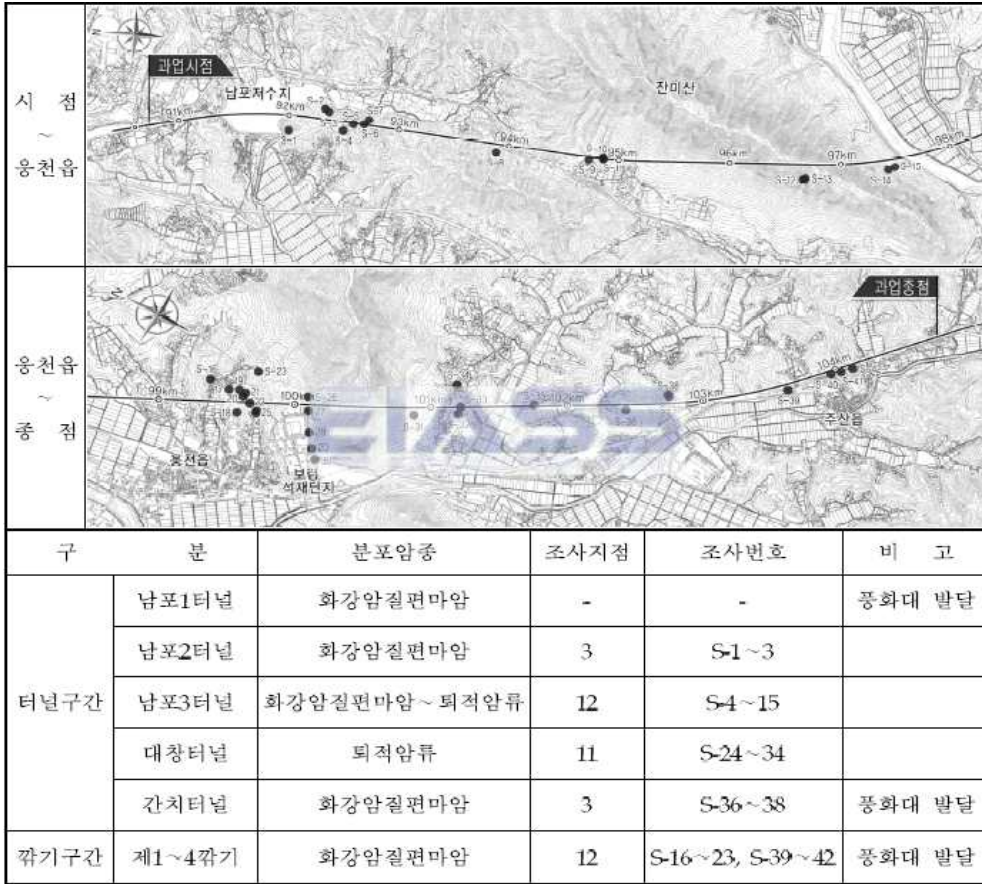 시 점
~
웅천읍
과업시점
남포저수지
잔미산
91km
92km
93km
94km
95km
96km
97km
98km
S-1
S-4
S-6
S-9
S-12
S-13
S-14
웅천읍
~
종 점
과업종점
99km
100km
101km
102km
103km
104km
S-23
S-18
S-39
S-40
웅천읍
보령
석재단지
주산읍
EIASS
구 분 분포암종 조사지점 조사번호 비 고
터널구간 남포1터널 화강암질편마암 - - 풍화대 발달
남포2터널 화강암질편마암 3 S-1~3
남포3터널 화강암질편마암~퇴적암류 12 S-4~15
대창터널 퇴적암류 11 S-24~34
간치터널 화강암질편마암 3 S-36~38 풍화대 발달
깎기구간 제1~4깎기 화강암질편마암 12 S-16~23, S-39~42 풍화대 발달